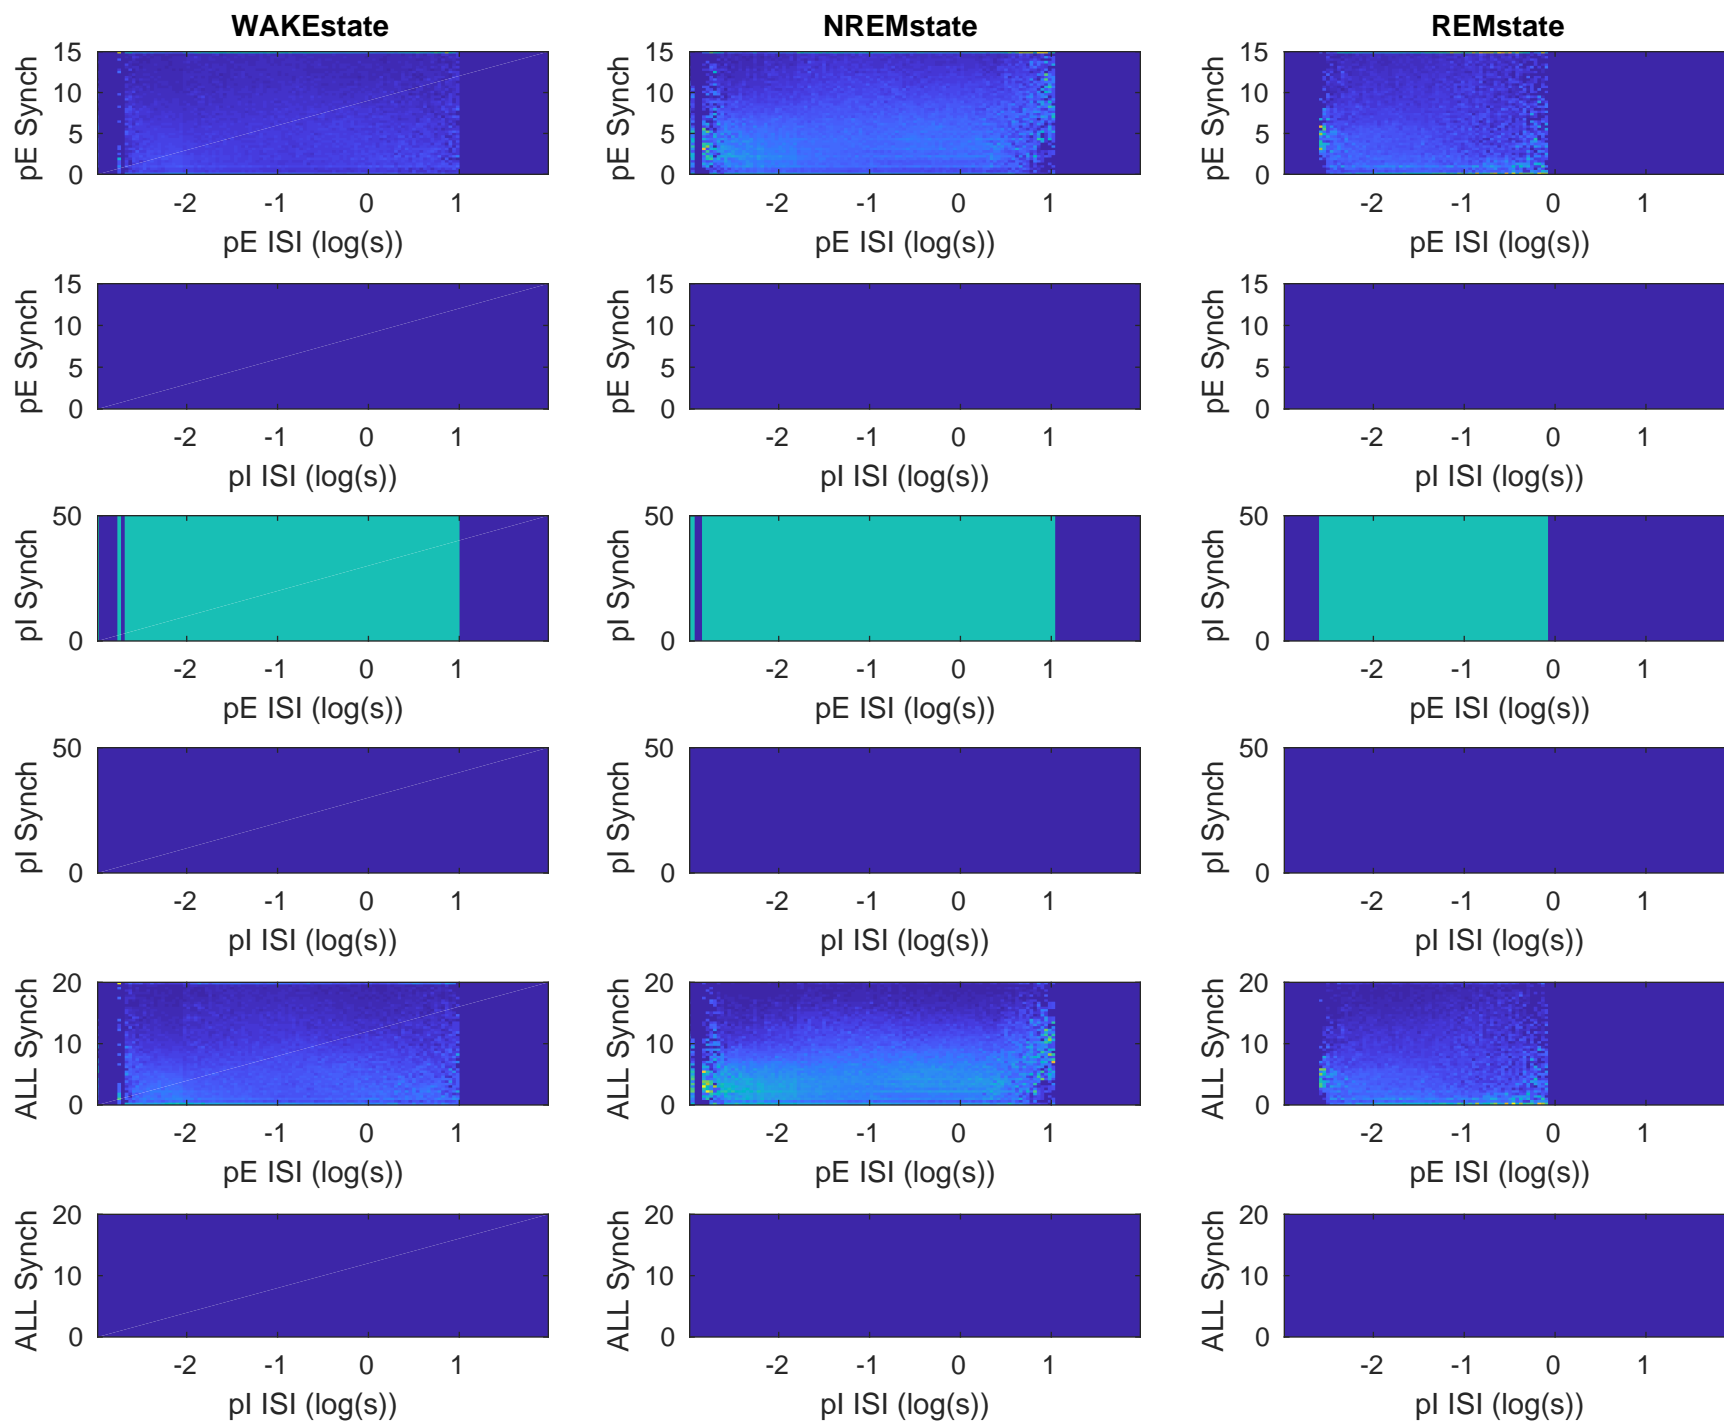 WAKEstate NREMstate REMstate
15 15 15
10 10 10
5 5 5
0 0 0
pE Synch pE Synch pE Synch
-2 -1 0 1 -2 -1 0 1 -2 -1 0 1
pE ISI (log(s)) pE ISI (log(s)) pE ISI (log(s))
15 15 15
10 10 10
5 5 5
0 0 0
pE Synch pE Synch pE Synch
-2 -1 0 1 -2 -1 0 1 -2 -1 0 1
pI ISI (log(s)) pI ISI (log(s)) pI ISI (log(s))
50 50 50
0 0 0
pI Synch pI Synch pI Synch
-2 -1 0 1 -2 -1 0 1 -2 -1 0 1
pE ISI (log(s)) pE ISI (log(s)) pE ISI (log(s))
50 50 50
0 0 0
pI Synch pI Synch pI Synch
-2 -1 0 1 -2 -1 0 1 -2 -1 0 1
pI ISI (log(s)) pI ISI (log(s)) pI ISI (log(s))
20 20 20
10 10 10
0 0 0
ALL Synch ALL Synch ALL Synch
-2 -1 0 1 -2 -1 0 1 -2 -1 0 1
pE ISI (log(s)) pE ISI (log(s)) pE ISI (log(s))
20 20 20
10 10 10
0 0 0
ALL Synch ALL Synch ALL Synch
-2 -1 0 1 -2 -1 0 1 -2 -1 0 1
pI ISI (log(s)) pI ISI (log(s)) pI ISI (log(s))